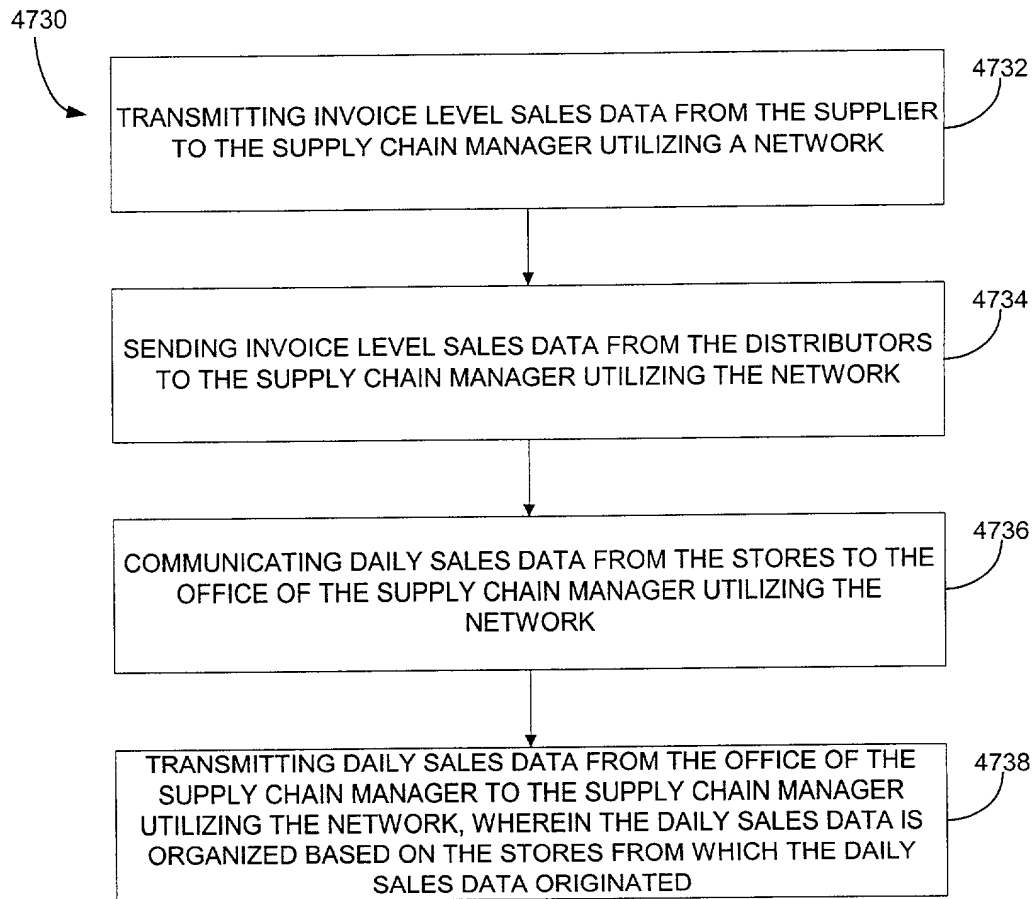 4730
4732
TRANSMITTING INVOICE LEVEL SALES DATA FROM THE SUPPLIER
TO THE SUPPLY CHAIN MANAGER UTILIZING A NETWORK
4734
SENDING INVOICE LEVEL SALES DATA FROM THE DISTRIBUTORS
TO THE SUPPLY CHAIN MANAGER UTILIZING THE NETWORK
4736
COMMUNICATING DAILY SALES DATA FROM THE STORES TO THE
OFFICE OF THE SUPPLY CHAIN MANAGER UTILIZING THE
NETWORK
4738
TRANSMITTING DAILY SALES DATA FROM THE OFFICE OF THE
SUPPLY CHAIN MANAGER TO THE SUPPLY CHAIN MANAGER
UTILIZING THE NETWORK, WHEREIN THE DAILY SALES DATA IS
ORGANIZED BASED ON THE STORES FROM WHICH THE DAILY
SALES DATA ORIGINATED